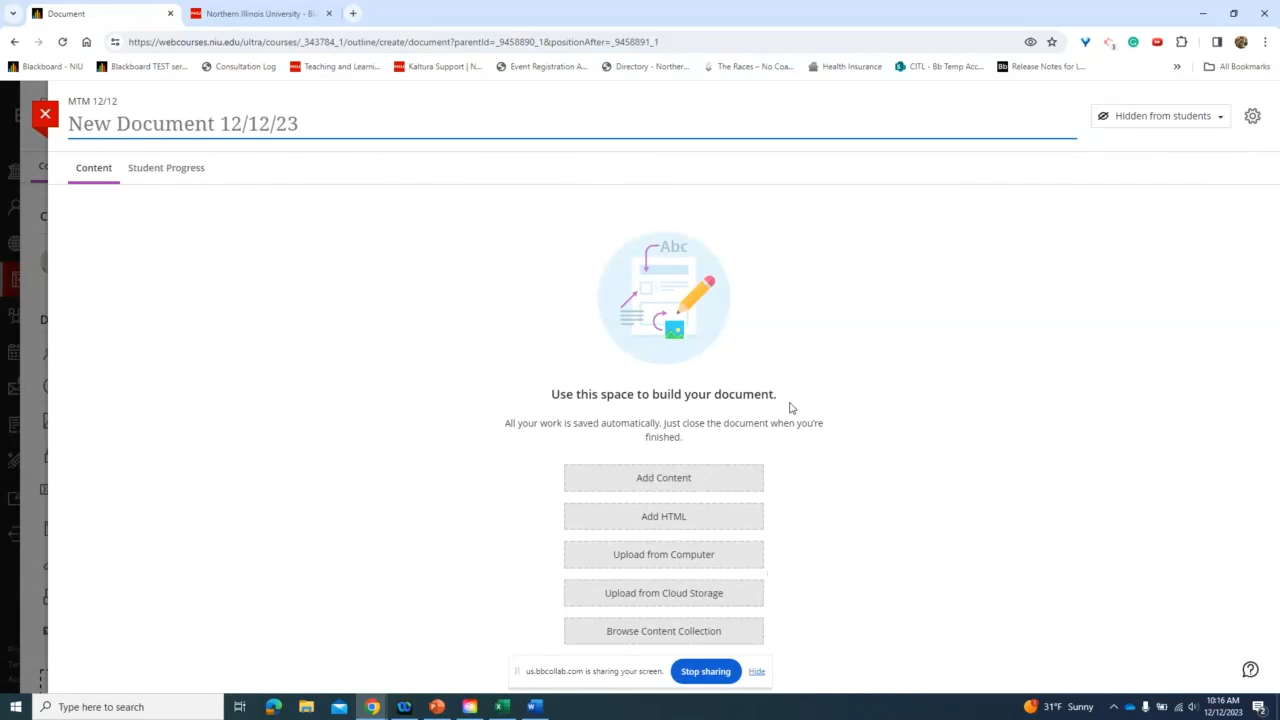 Document
Northern Illinois University - Bl
https://webcourses.niu.edu/ultra/courses/_343784_1/outline/create/document?parentId=_9458890_1&positionAfter=_9458891_1
Blackboard - NIU
Blackboard TEST ser...
Consultation Log
Teaching and Learni...
Kaltura Support | N...
Event Registration A...
Directory - Norther...
The Races – No Coa...
Health Insurance
CITL - Bb Temp Acc...
Release Notes for L...
»
All Bookmarks
MTM 12/12
New Document 12/12/23
Hidden from students
Content
Student Progress
Abc
Use this space to build your document.
All your work is saved automatically. Just close the document when you're
finished.
Add Content
Add HTML
Upload from Computer
Upload from Cloud Storage
Browse Content Collection
us.bbcollab.com is sharing your screen.
Stop sharing
Hide
Type here to search
31°F Sunny
10:16 AM
12/12/2023
2